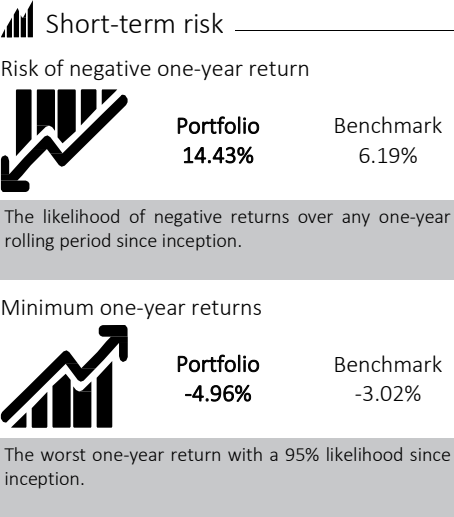 Short-term risk
Risk of negative one-year return
Portfolio Benchmark
14.43% 6.19%
The likelihood of negative returns over any one-year
rolling period since inception.
Minimum one-year returns
Portfolio Benchmark
-4.96% -3.02%
The worst one-year return with a 95% likelihood since
inception.